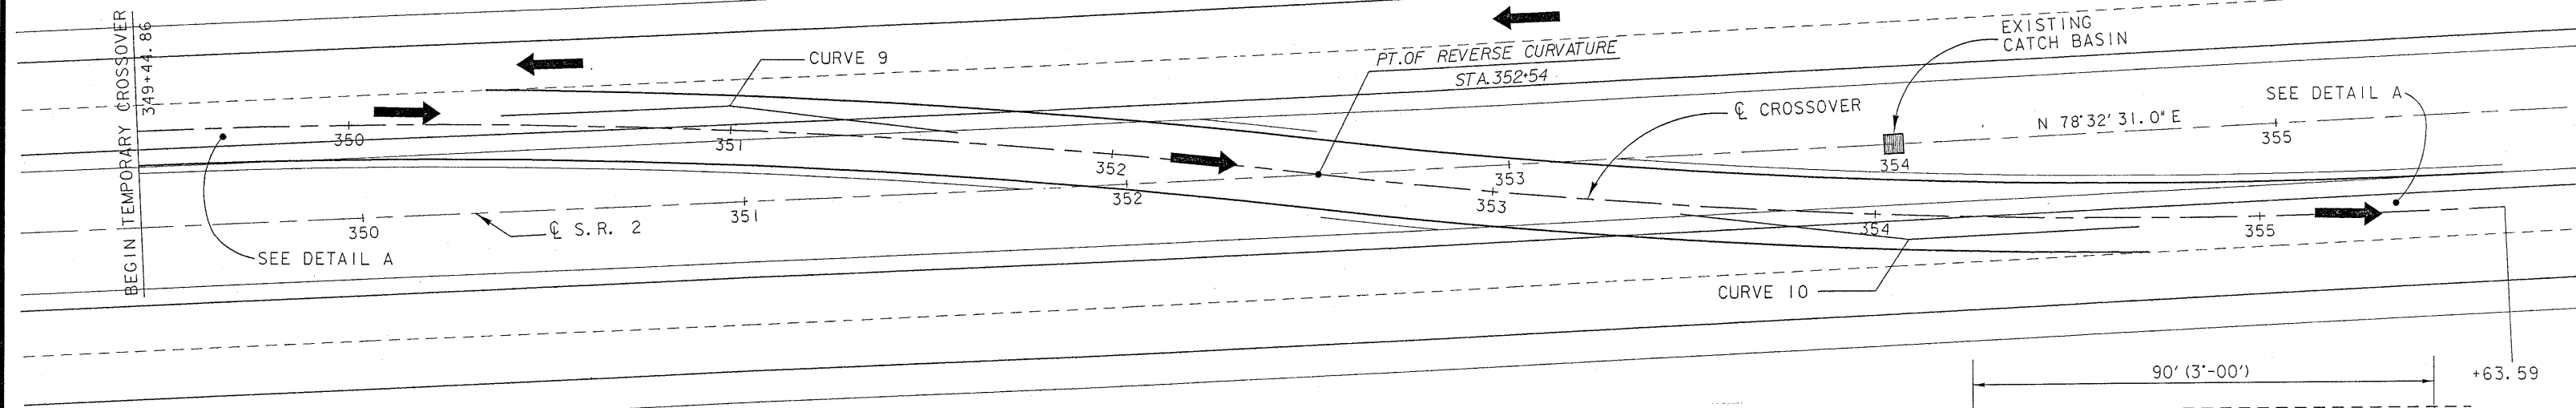 BEGIN TEMPORARY CROSSOVER
349+44.86
CURVE 9
PT. OF REVERSE CURVATURE
STA. 352+54
EXISTING
CATCH BASIN
℄ CROSSOVER
SEE DETAIL A
N 78°32'31.0" E
350
351
352
353
354
355
350
351
352
353
354
355
℄ S.R. 2
SEE DETAIL A
CURVE 10
90' (3°-00')
+63.59